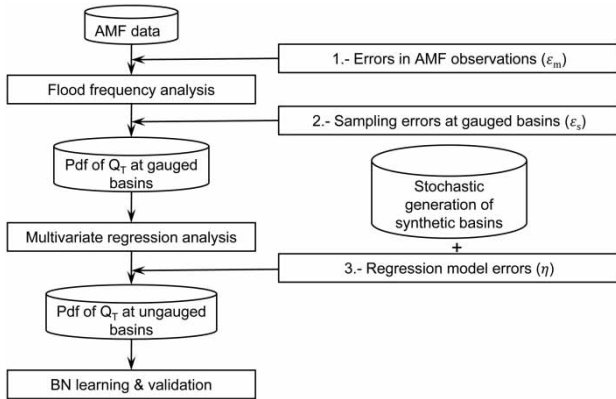 AMF data
1.- Errors in AMF observations (εm)
Flood frequency analysis
2.- Sampling errors at gauged basins (εs)
Pdf of QT at gauged
basins
Stochastic
generation of
synthetic basins
+
Multivariate regression analysis
3.- Regression model errors (η)
Pdf of QT at ungauged
basins
BN learning & validation